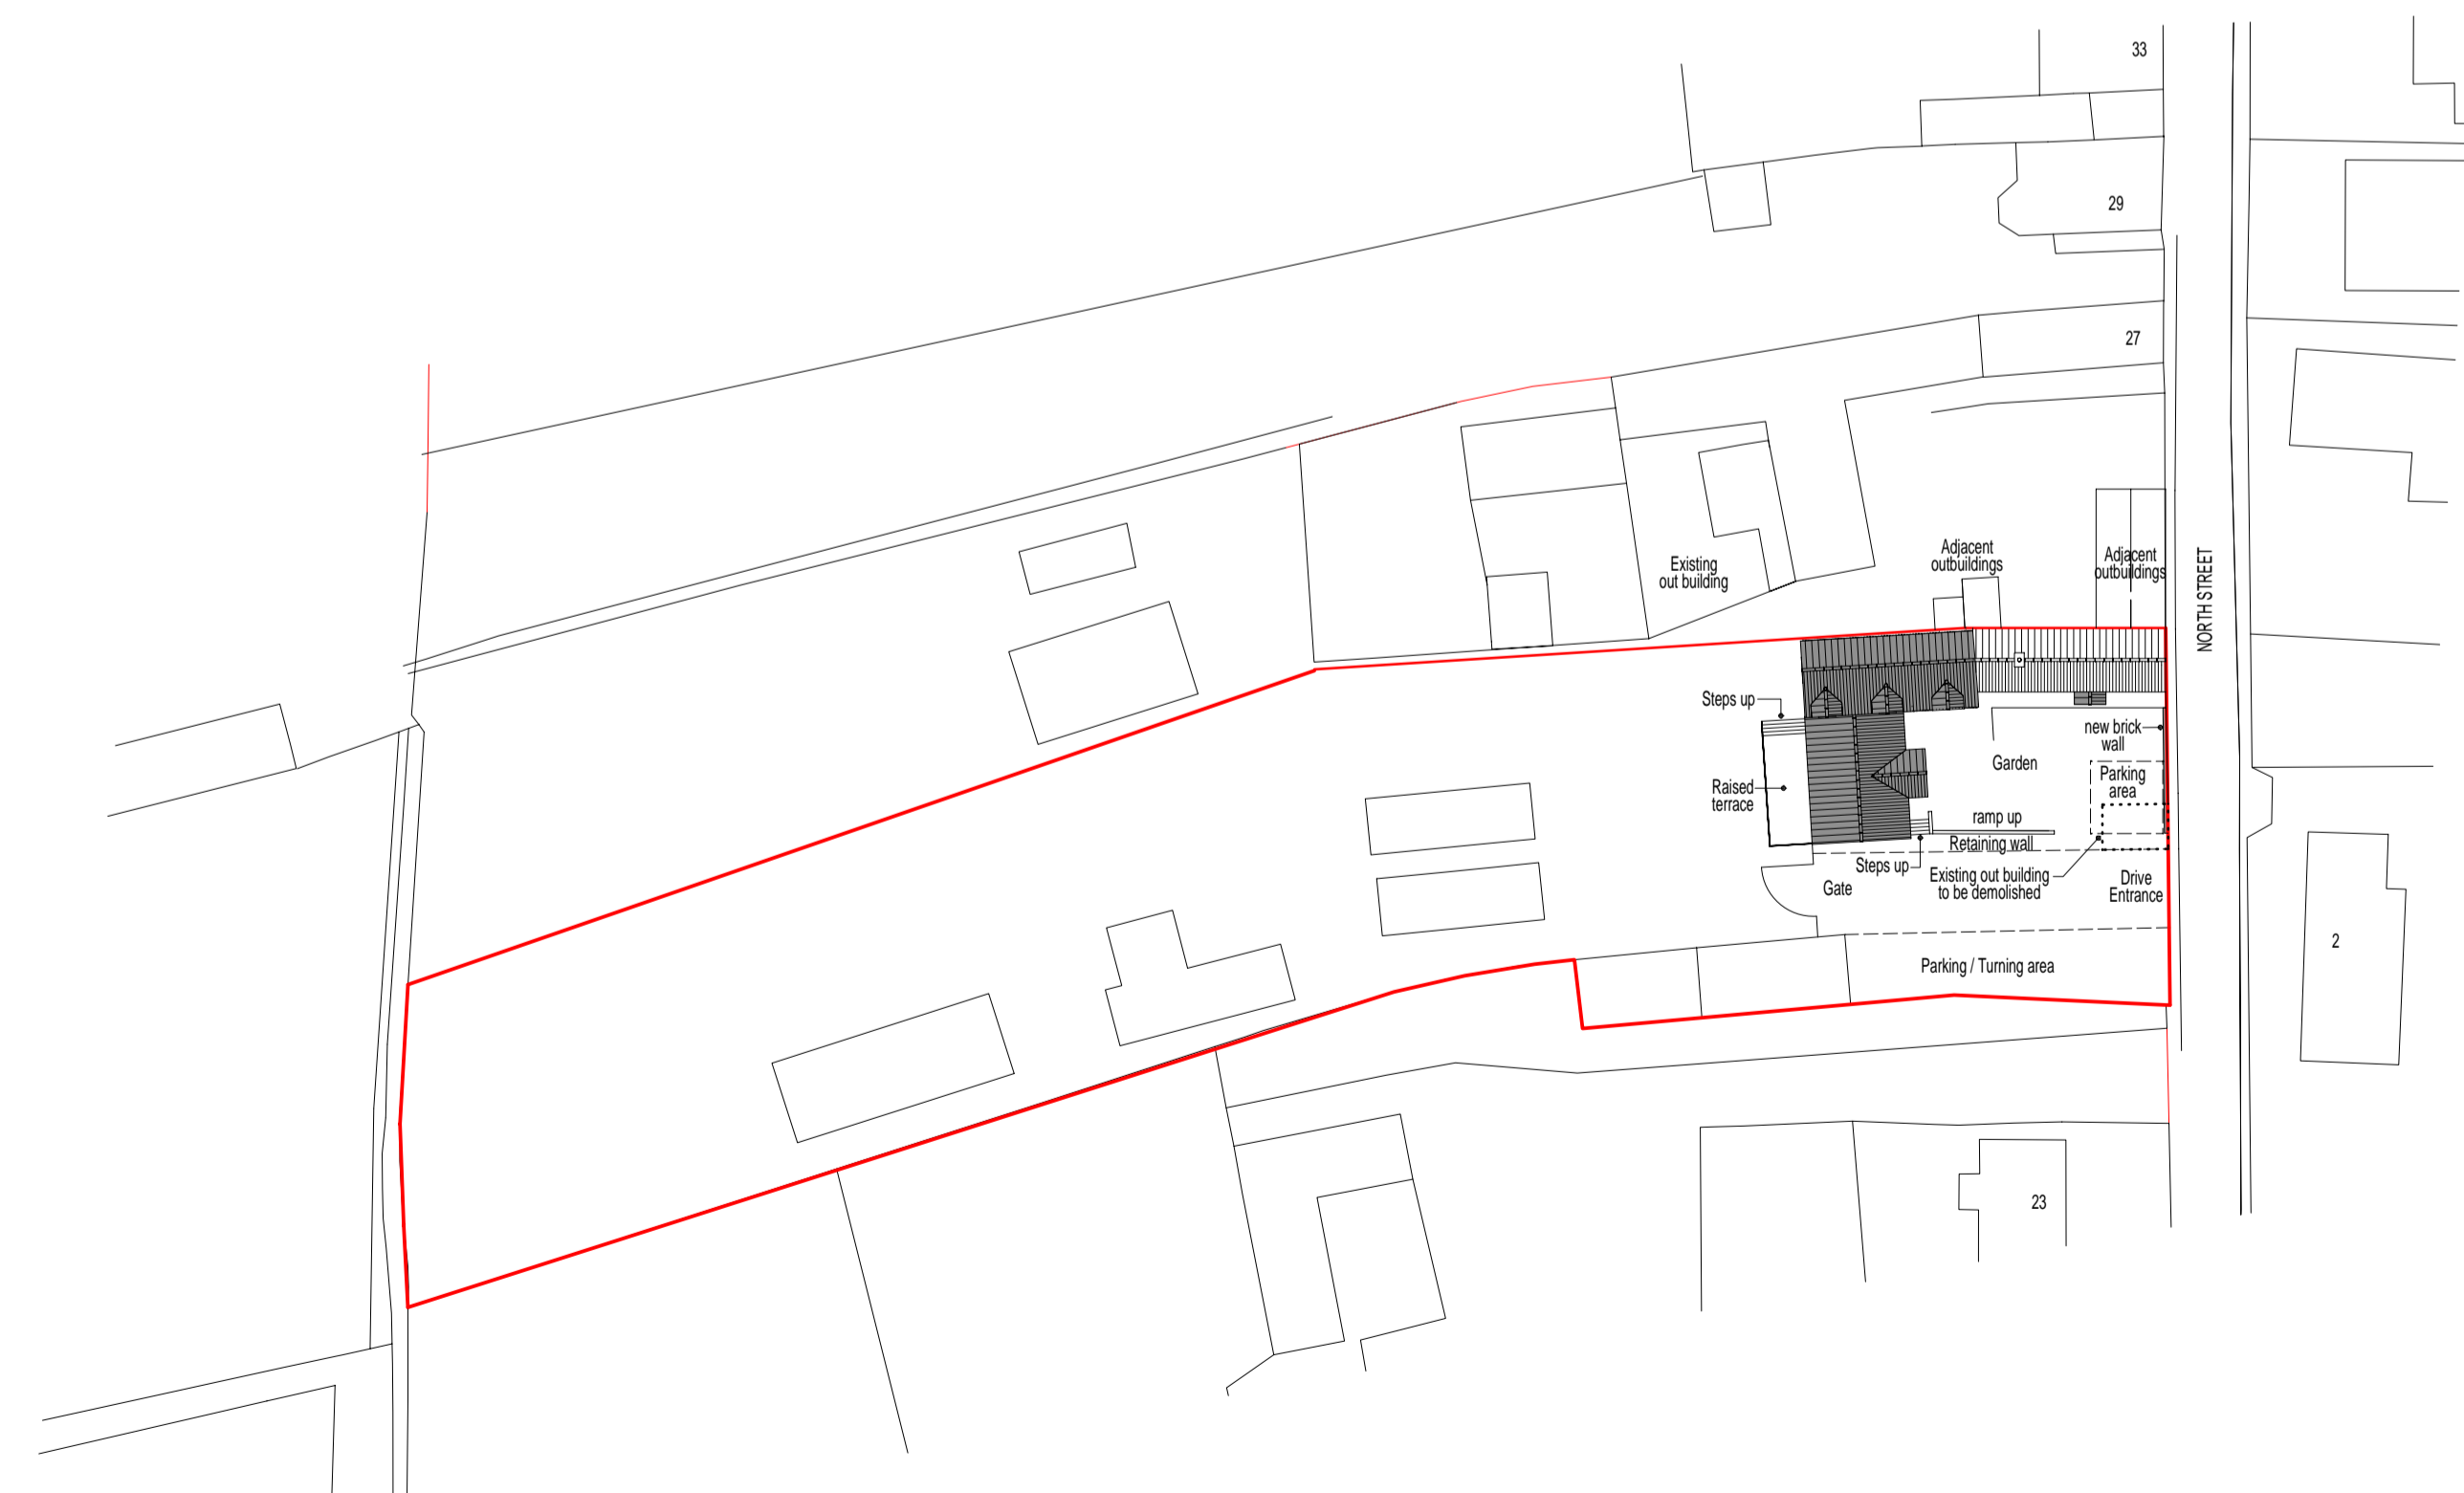 33
29
27
Existing
out building
Adjacent
outbuildings
Adjacent
outbuildings
NORTH STREET
Steps up
new brick
wall
Garden
Parking
area
Raised
terrace
ramp up
Retaining wall
Steps up
Existing out building
to be demolished
Gate
Drive
Entrance
2
Parking / Turning area
23